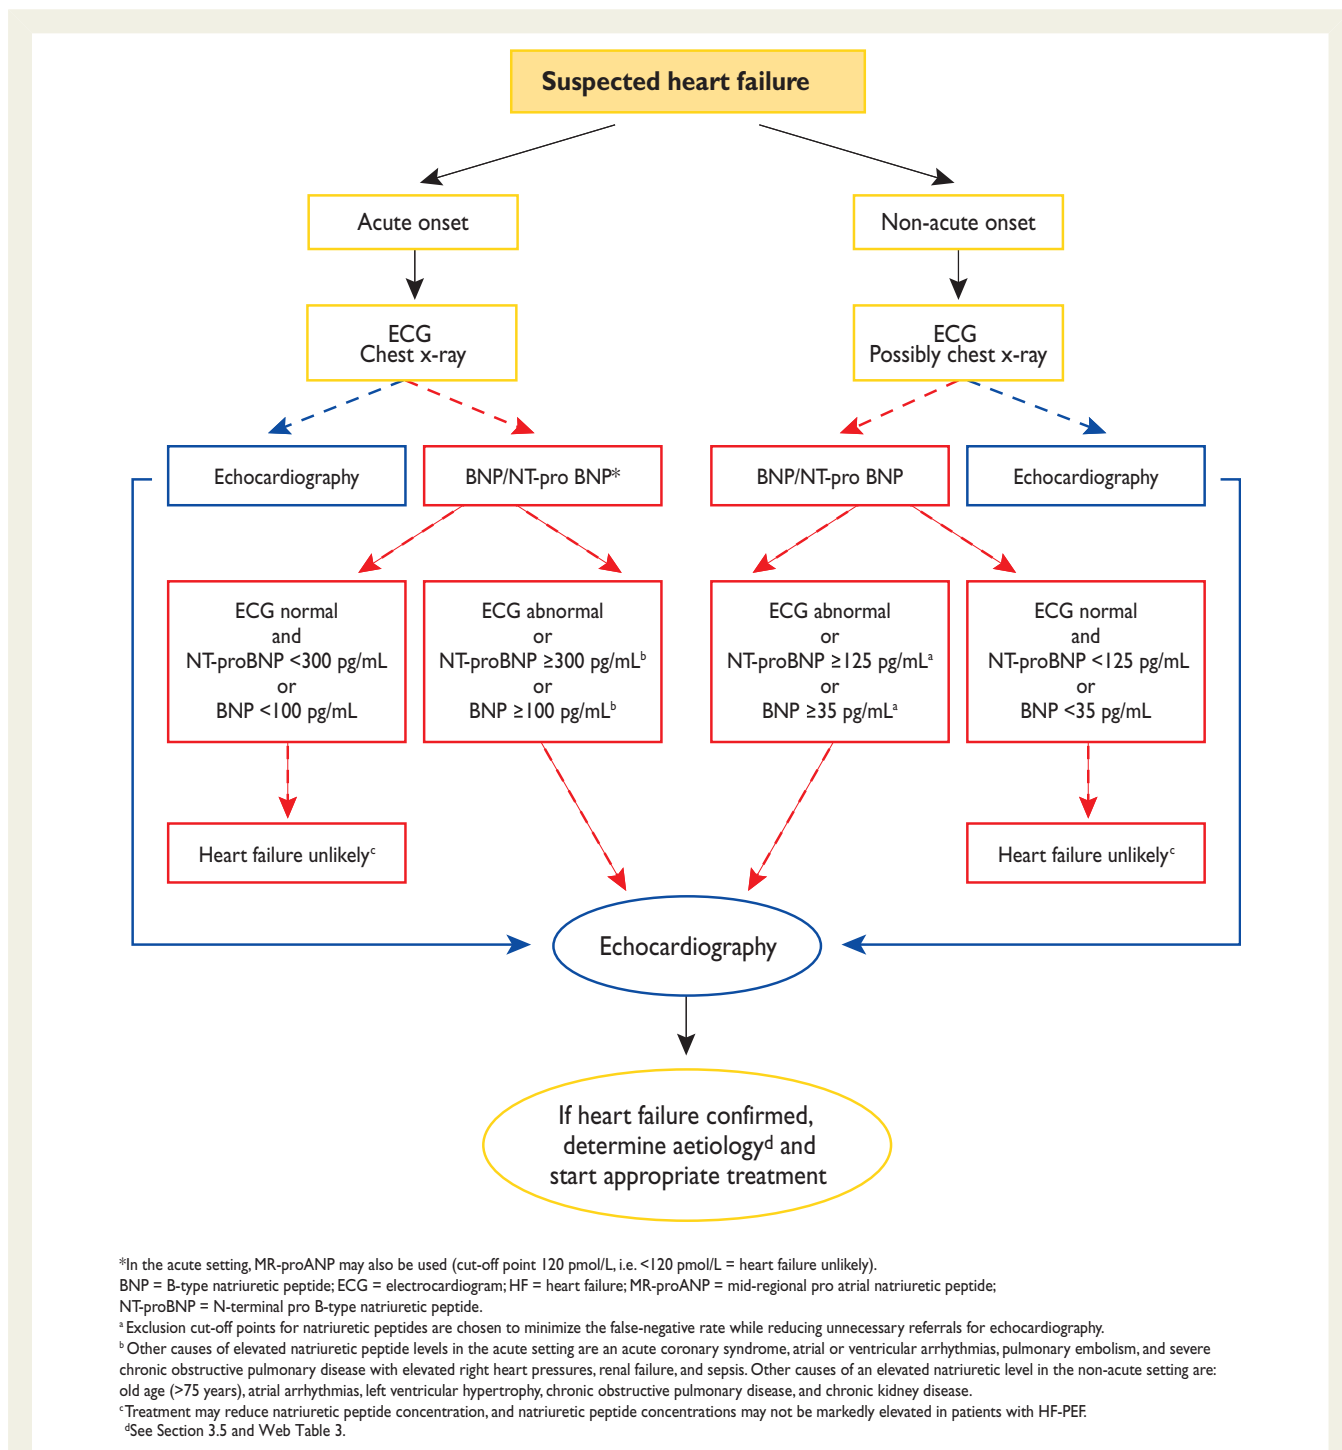 Suspected heart failure
Acute onset
Non-acute onset
ECG
Chest x-ray
ECG
Possibly chest x-ray
Echocardiography
BNP/NT-pro BNP*
BNP/NT-pro BNP
Echocardiography
ECG normal
and
NT-proBNP <300 pg/mL
or
BNP <100 pg/mL
ECG abnormal
or
NT-proBNP ≥300 pg/mLᵇ
or
BNP ≥100 pg/mLᵇ
ECG abnormal
or
NT-proBNP ≥125 pg/mLᵃ
or
BNP ≥35 pg/mLᵃ
ECG normal
and
NT-proBNP <125 pg/mL
or
BNP <35 pg/mL
Heart failure unlikelyᶜ
Heart failure unlikelyᶜ
Echocardiography
If heart failure confirmed,
determine aetiologyᵈ and
start appropriate treatment
*In the acute setting, MR-proANP may also be used (cut-off point 120 pmol/L, i.e. <120 pmol/L = heart failure unlikely).
BNP = B-type natriuretic peptide; ECG = electrocardiogram; HF = heart failure; MR-proANP = mid-regional pro atrial natriuretic peptide;
NT-proBNP = N-terminal pro B-type natriuretic peptide.
ᵃ Exclusion cut-off points for natriuretic peptides are chosen to minimize the false-negative rate while reducing unnecessary referrals for echocardiography.
ᵇ Other causes of elevated natriuretic peptide levels in the acute setting are an acute coronary syndrome, atrial or ventricular arrhythmias, pulmonary embolism, and severe
chronic obstructive pulmonary disease with elevated right heart pressures, renal failure, and sepsis. Other causes of an elevated natriuretic level in the non-acute setting are:
old age (>75 years), atrial arrhythmias, left ventricular hypertrophy, chronic obstructive pulmonary disease, and chronic kidney disease.
ᶜ Treatment may reduce natriuretic peptide concentration, and natriuretic peptide concentrations may not be markedly elevated in patients with HF-PEF.
ᵈSee Section 3.5 and Web Table 3.